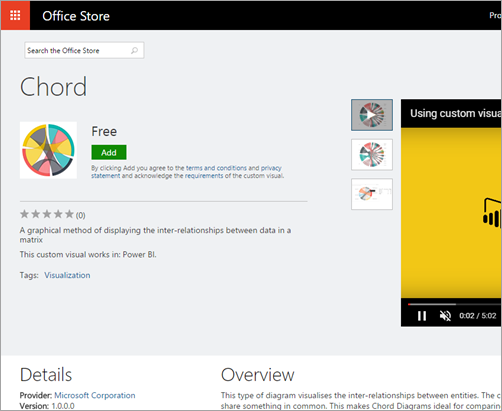 Office Store
Pro
Search the Office Store
Chord
Free
Add
By clicking Add you agree to the terms and conditions and privacy
statement and acknowledge the requirements of the custom visual.
(0)
A graphical method of displaying the inter-relationships between data in a
matrix
This custom visual works in: Power BI.
Tags: Visualization
Using custom visua
0:02 / 5:02
Details
Provider: Microsoft Corporation
Version: 1.0.0.0
Overview
This type of diagram visualises the inter-relationships between entities. The c
share something in common. This makes Chord Diagrams ideal for comparin